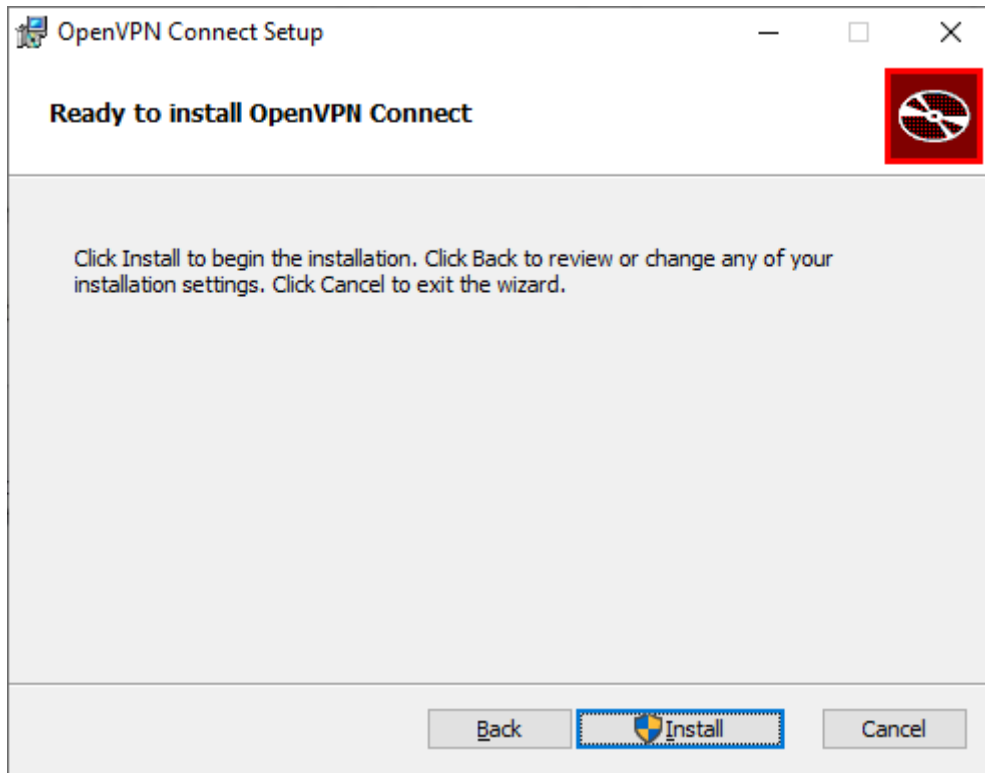 OpenVPN Connect Setup
Ready to install OpenVPN Connect
Click Install to begin the installation. Click Back to review or change any of your
installation settings. Click Cancel to exit the wizard.
Back
Install
Cancel